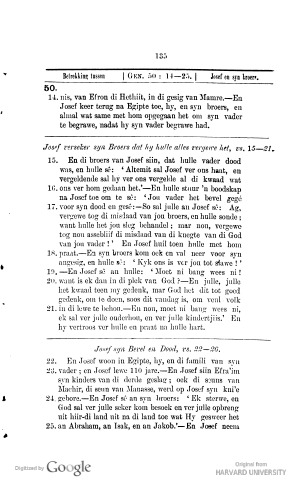 135
Betrekking tussen | GEN. 50 : 14—25. | Josef en syn broers.
50.
14. nis, van Efron di Hethiit, in di gesig van Mamre.—En
Josef keer terug na Egipte toe, hy, en syn broers, en
almal wat same met hom opgegaan het om syn vader
te begrawe, nadat hy syn vader begrawe had.
Josef verseker syn Broers dat hy hulle alles vergewe het, vs. 15—21.
15. En di broers van Josef siin, dat hulle vader dood
was, en hulle sê: 'Altemit sal Josef ver ons haat, en
vergeldende sal hy ver ons vergelde al di kwaad wat
16. ons ver hom gedaan het.'—En hulle stuur 'n boodskap
na Josef toe om te sê: 'Jou vader het bevel gegé
17. voor syn dood en gesé:—So sal julle an Josef sê: Ag,
vergewe tog di misdaad van jou broers, en hulle sonde;
want hulle het jou sleg behandel; mar nou, vergewe
tog nou assebliif di misdaad van di knegte van di God
van jou vader!' En Josef huil toen hulle met hom
18. praat.—En syn broers kom ook en val neer voor syn
angesig, en hulle sê: 'Kyk ons is ver jou tot slawe!'
19. —En Josef sê an hulle: 'Moet ni bang wees ni!
20. want is ek dan in di plek van God?—En julle, julle
het kwaad teen my gedenk, mar God het dit tot goed
gedenk, om te doen, soos dit vandag is, om veul volk
21. in di lewe te behou.—En nou, moet ni bang wees ni,
ek sal ver julle onderhou, en ver julle kindertjiis.' En
hy vertroos ver hulle en praat na hulle hart.
Josef syn Bevel en Dood, vs. 22—26.
22. En Josef woon in Egipte, hy, en di famili van syn
23. vader; en Josef lewe 110 jare.—En Josef siin Efra'im
syn kinders van di derde geslag; ook di seuns van
Machir, di seun van Manasse, werd op Josef syn knii'e
24. gebore.—En Josef sê an syn broers: 'Ek sterwe, en
God sal ver julle seker kom besoek en ver julle opbreng
uit hiir-di land uit na di land toe wat Hy gesweer het
25. an Abraham, an Isak, en an Jakob.'—En Josef neem
Digitized by Google
Original from
HARVARD UNIVERSITY